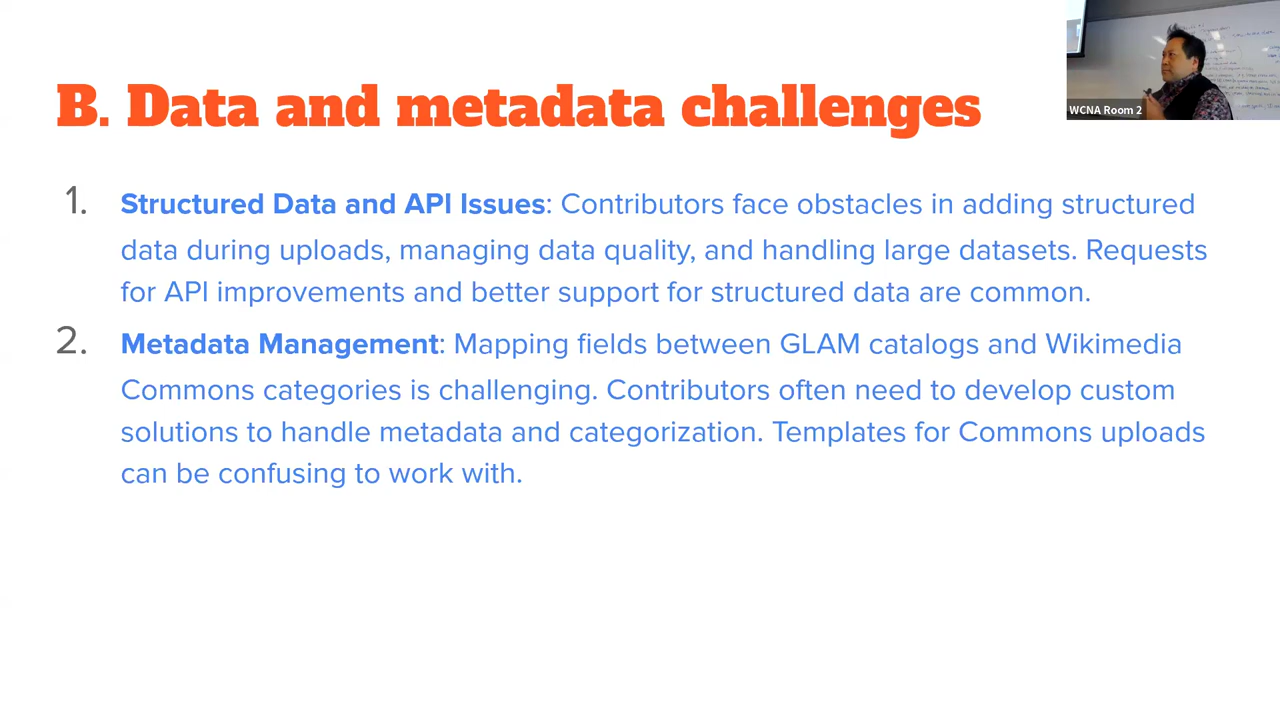 B. Data and metadata challenges
WCNA Room 2
1. Structured Data and API Issues: Contributors face obstacles in adding structured
data during uploads, managing data quality, and handling large datasets. Requests
for API improvements and better support for structured data are common.
2. Metadata Management: Mapping fields between GLAM catalogs and Wikimedia
Commons categories is challenging. Contributors often need to develop custom
solutions to handle metadata and categorization. Templates for Commons uploads
can be confusing to work with.